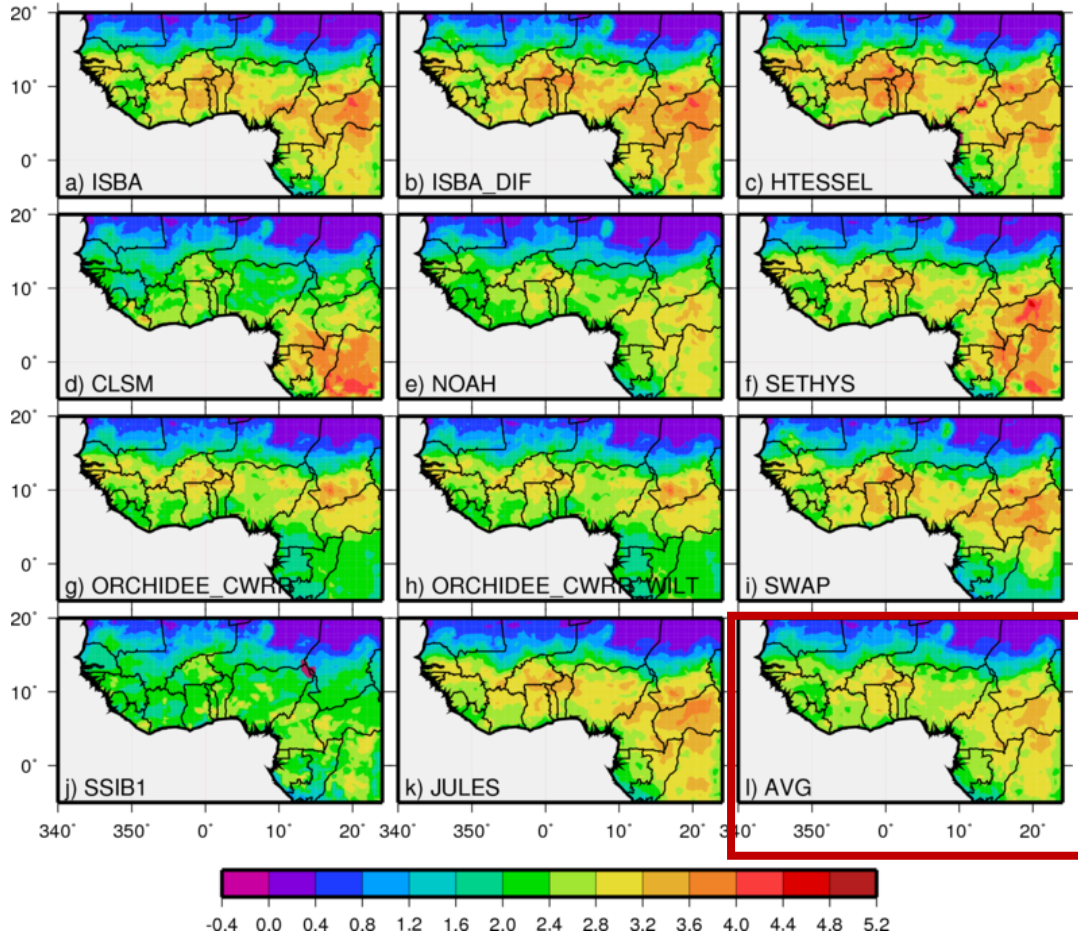 20˚
10˚
0˚
a) ISBA
b) ISBA_DIF
c) HTESSEL
20˚
10˚
0˚
d) CLSM
e) NOAH
f) SETHYS
20˚
10˚
0˚
g) ORCHIDEE_CWRR
h) ORCHIDEE_CWRR_WILT
i) SWAP
20˚
10˚
0˚
j) SSIB1
k) JULES
l) AVG
340˚ 350˚ 0˚ 10˚ 20˚
340˚ 350˚ 0˚ 10˚ 20˚
340˚ 350˚ 0˚ 10˚ 20˚
-0.4 0.0 0.4 0.8 1.2 1.6 2.0 2.4 2.8 3.2 3.6 4.0 4.4 4.8 5.2